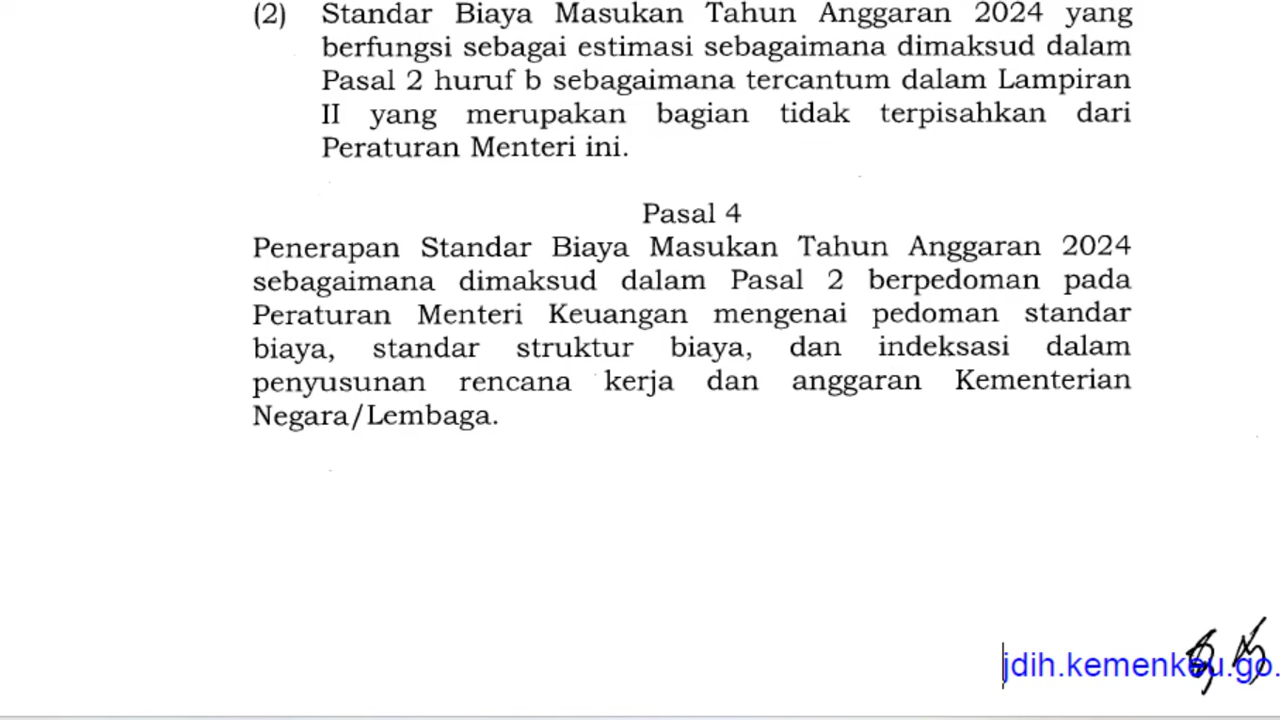 (2) Standar Biaya Masukan Tahun Anggaran 2024 yang
berfungsi sebagai estimasi sebagaimana dimaksud dalam
Pasal 2 huruf b sebagaimana tercantum dalam Lampiran
II yang merupakan bagian tidak terpisahkan dari
Peraturan Menteri ini.
Pasal 4
Penerapan Standar Biaya Masukan Tahun Anggaran 2024
sebagaimana dimaksud dalam Pasal 2 berpedoman pada
Peraturan Menteri Keuangan mengenai pedoman standar
biaya, standar struktur biaya, dan indeksasi dalam
penyusunan rencana kerja dan anggaran Kementerian
Negara/Lembaga.
jdih.kemenkeu.go.